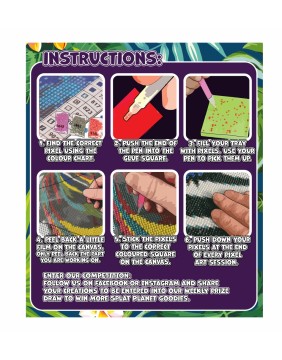 INSTRUCTIONS:
1. FIND THE CORRECT
PIXEL USING THE
COLOUR CHART.
2. PUSH THE END OF
THE PEN INTO THE
GLUE SQUARE.
3. FILL YOUR TRAY
WITH PIXELS, USE YOUR
PEN TO PICK THEM UP.
4. PEEL BACK A LITTLE
FILM ON THE CANVAS,
ONLY PEEL BACK THE PART
YOU ARE WORKING ON.
5. STICK THE PIXELS
TO THE CORRECT
COLOURED SQUARE
ON THE CANVAS.
6. PUSH DOWN YOUR
PIXELS AT THE END
OF EVERY PIXEL
ART SESSION.
ENTER OUR COMPETITION:
FOLLOW US ON FACEBOOK OR INSTAGRAM AND SHARE
YOUR CREATIONS TO BE ENTERED INTO OUR WEEKLY PRIZE
DRAW TO WIN MORE SPLAT PLANET GOODIES.